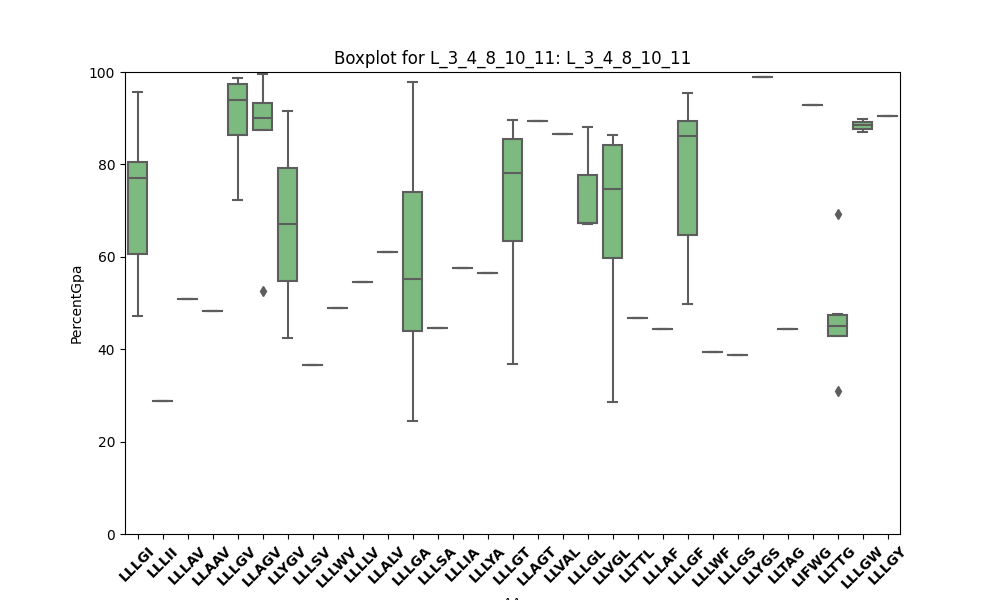 Boxplot for L_3_4_8_10_11: L_3_4_8_10_11
100
80
60
40
20
0
PercentGpa
LLLGI
LLLII
LLLAV
LLAAV
LLLGV
LLAGV
LLYGV
LLLSV
LLLWV
LLLLV
LLALV
LLLGA
LLLSA
LLLIA
LLLYA
LLLGT
LLAGT
LLVAL
LLLGL
LLVGL
LLTTL
LLLAF
LLLGF
LLLWF
LLLGS
LLYGS
LLTAG
LIFWG
LLTTG
LLLGW
LLLGY